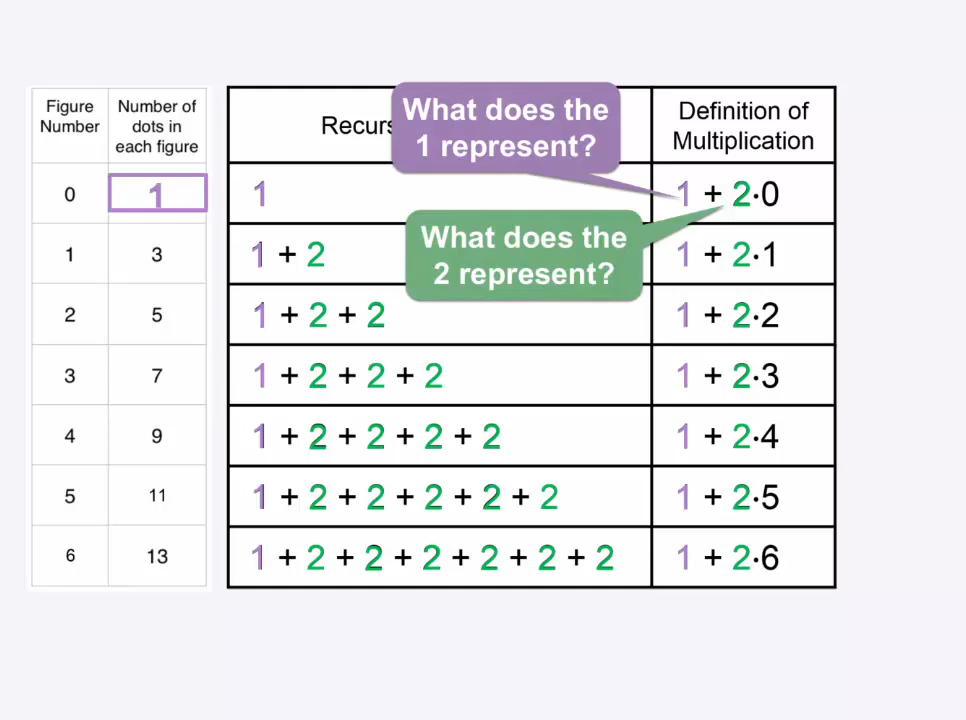 Figure Number
Number of dots in each figure
Recurs
What does the
1 represent?
Definition of
Multiplication
0
1
1
1 + 2·0
What does the
2 represent?
1
3
1 + 2
1 + 2·1
2
5
1 + 2 + 2
1 + 2·2
3
7
1 + 2 + 2 + 2
1 + 2·3
4
9
1 + 2 + 2 + 2 + 2
1 + 2·4
5
11
1 + 2 + 2 + 2 + 2 + 2
1 + 2·5
6
13
1 + 2 + 2 + 2 + 2 + 2 + 2
1 + 2·6